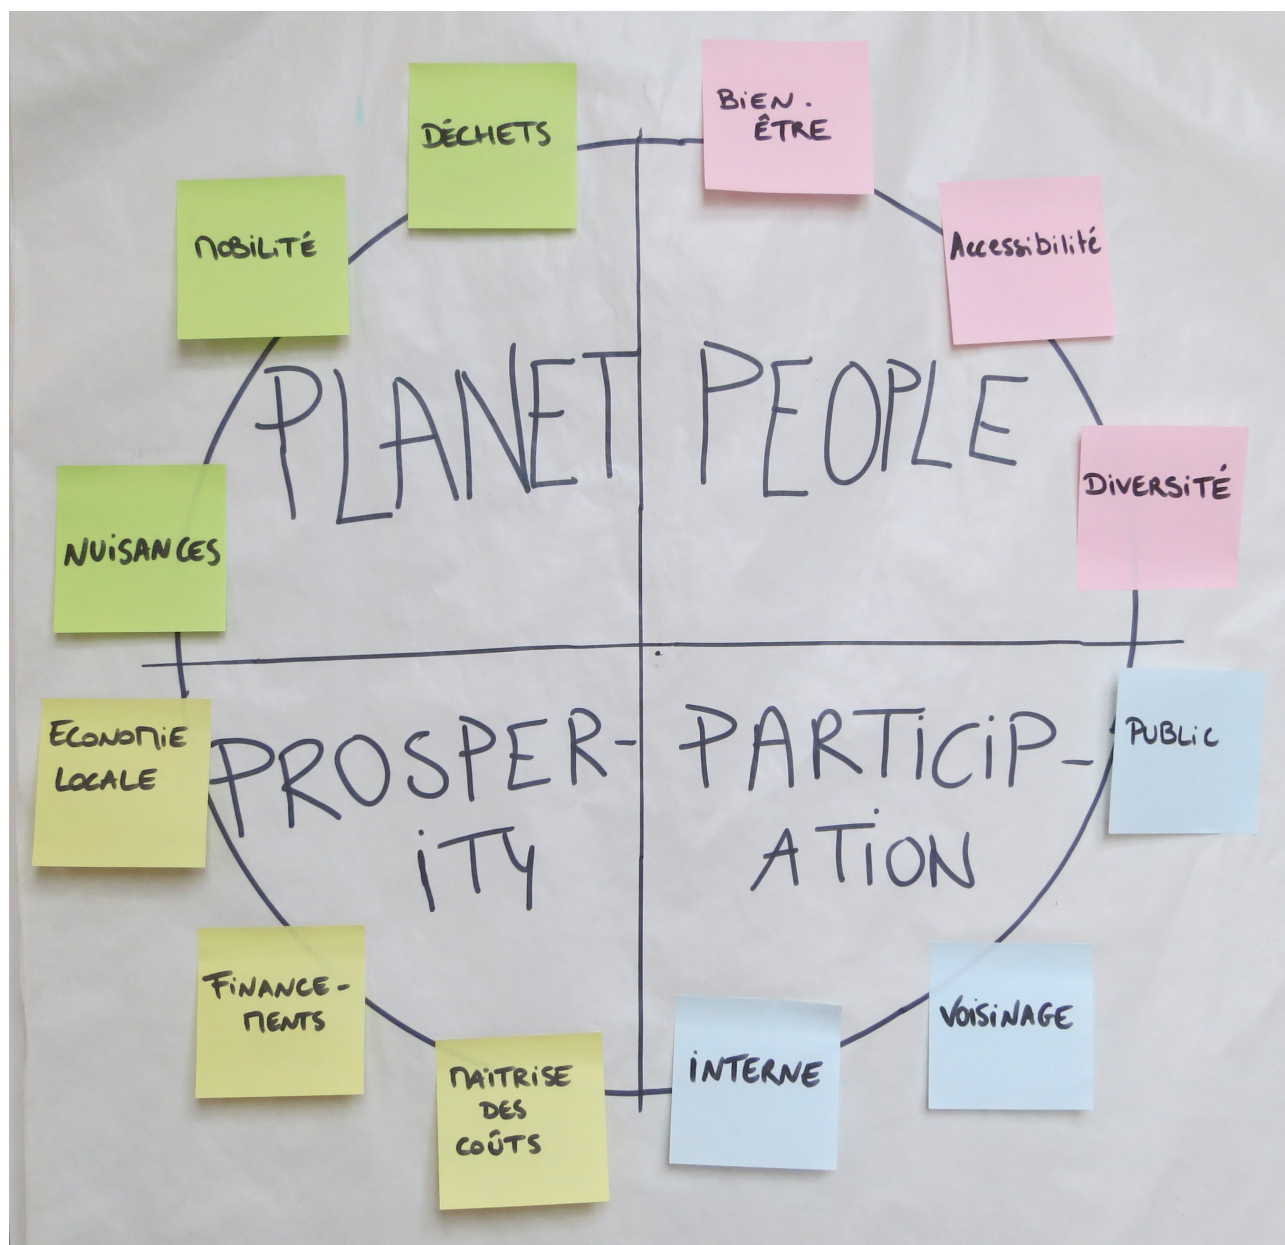 DÉCHETS
BIEN-
ÊTRE
MOBILITÉ
Accessibilité
PLANET
PEOPLE
NUISANCES
DIVERSITÉ
ECONOMIE
LOCALE
PROSPER-
ITY
PARTICIP-
ATION
PUBLIC
FINANCE-
MENTS
VOISINAGE
MAITRISE
DES
COÛTS
INTERNE